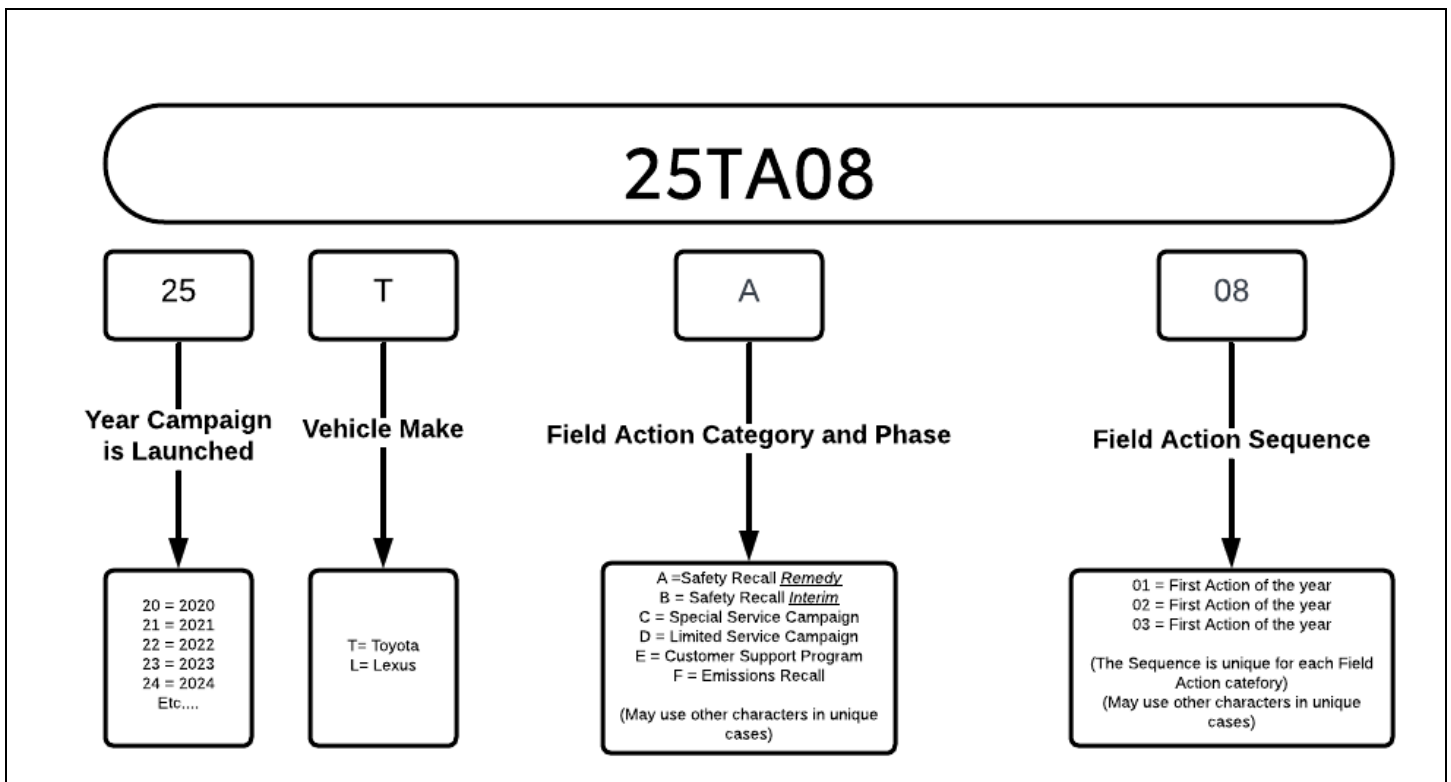 25TA08
25
T
A
08
Year Campaign
is Launched
Vehicle Make
Field Action Category and Phase
Field Action Sequence
20 = 2020
21 = 2021
22 = 2022
23 = 2023
24 = 2024
Etc....
T= Toyota
L= Lexus
A =Safety Recall Remedy
B = Safety Recall Interim
C = Special Service Campaign
D = Limited Service Campaign
E = Customer Support Program
F = Emissions Recall
(May use other characters in unique
cases)
01 = First Action of the year
02 = First Action of the year
03 = First Action of the year
(The Sequence is unique for each Field
Action catefory)
(May use other characters in unique
cases)